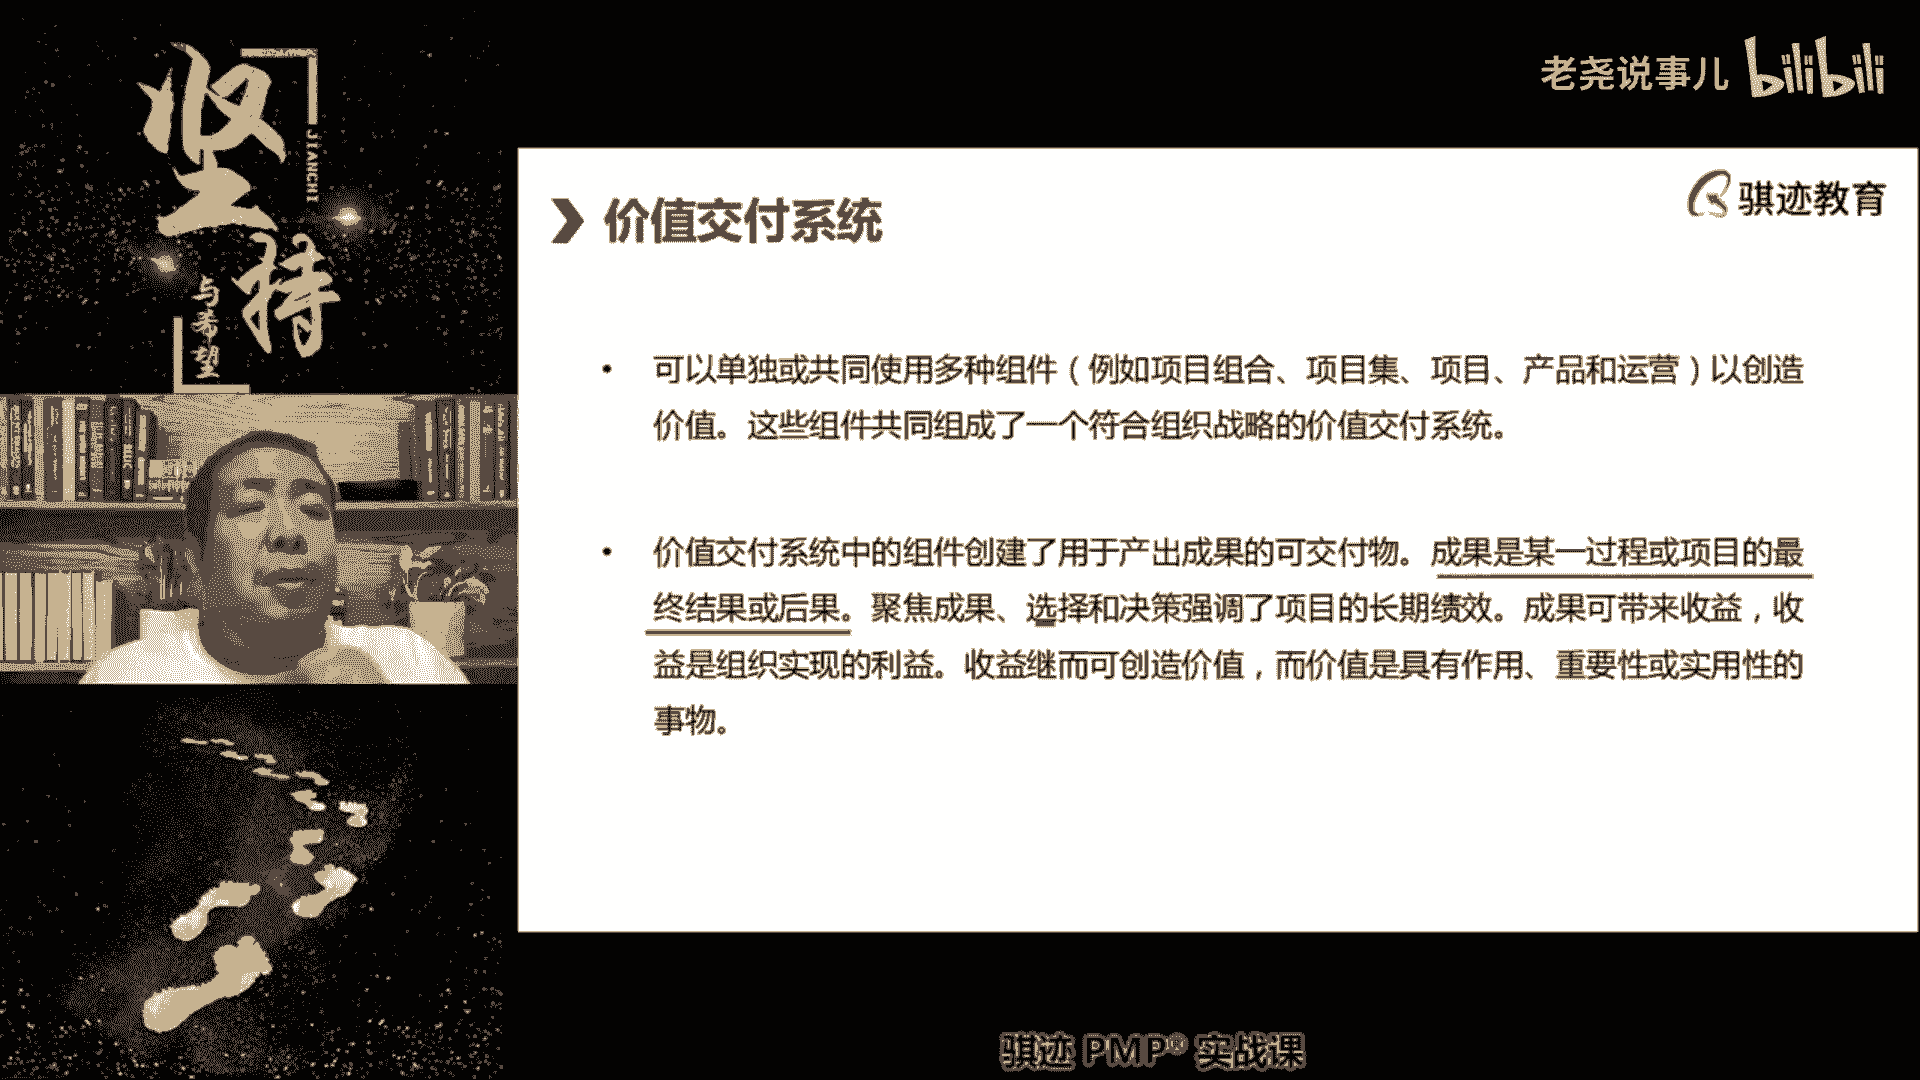 坚持
JIANCHI
与希望
老尧说事儿 bilibili
骐迹教育
价值交付系统
• 可以单独或共同使用多种组件（例如项目组合、项目集、项目、产品和运营）以创造
价值。这些组件共同组成了一个符合组织战略的价值交付系统。
• 价值交付系统中的组件创建了用于产出成果的可交付物。成果是某一过程或项目的最
终结果或后果。聚焦成果、选择和决策强调了项目的长期绩效。成果可带来收益，收
益是组织实现的利益。收益继而可创造价值，而价值是具有作用、重要性或实用性的
事物。
骐迹 PMP® 实战课